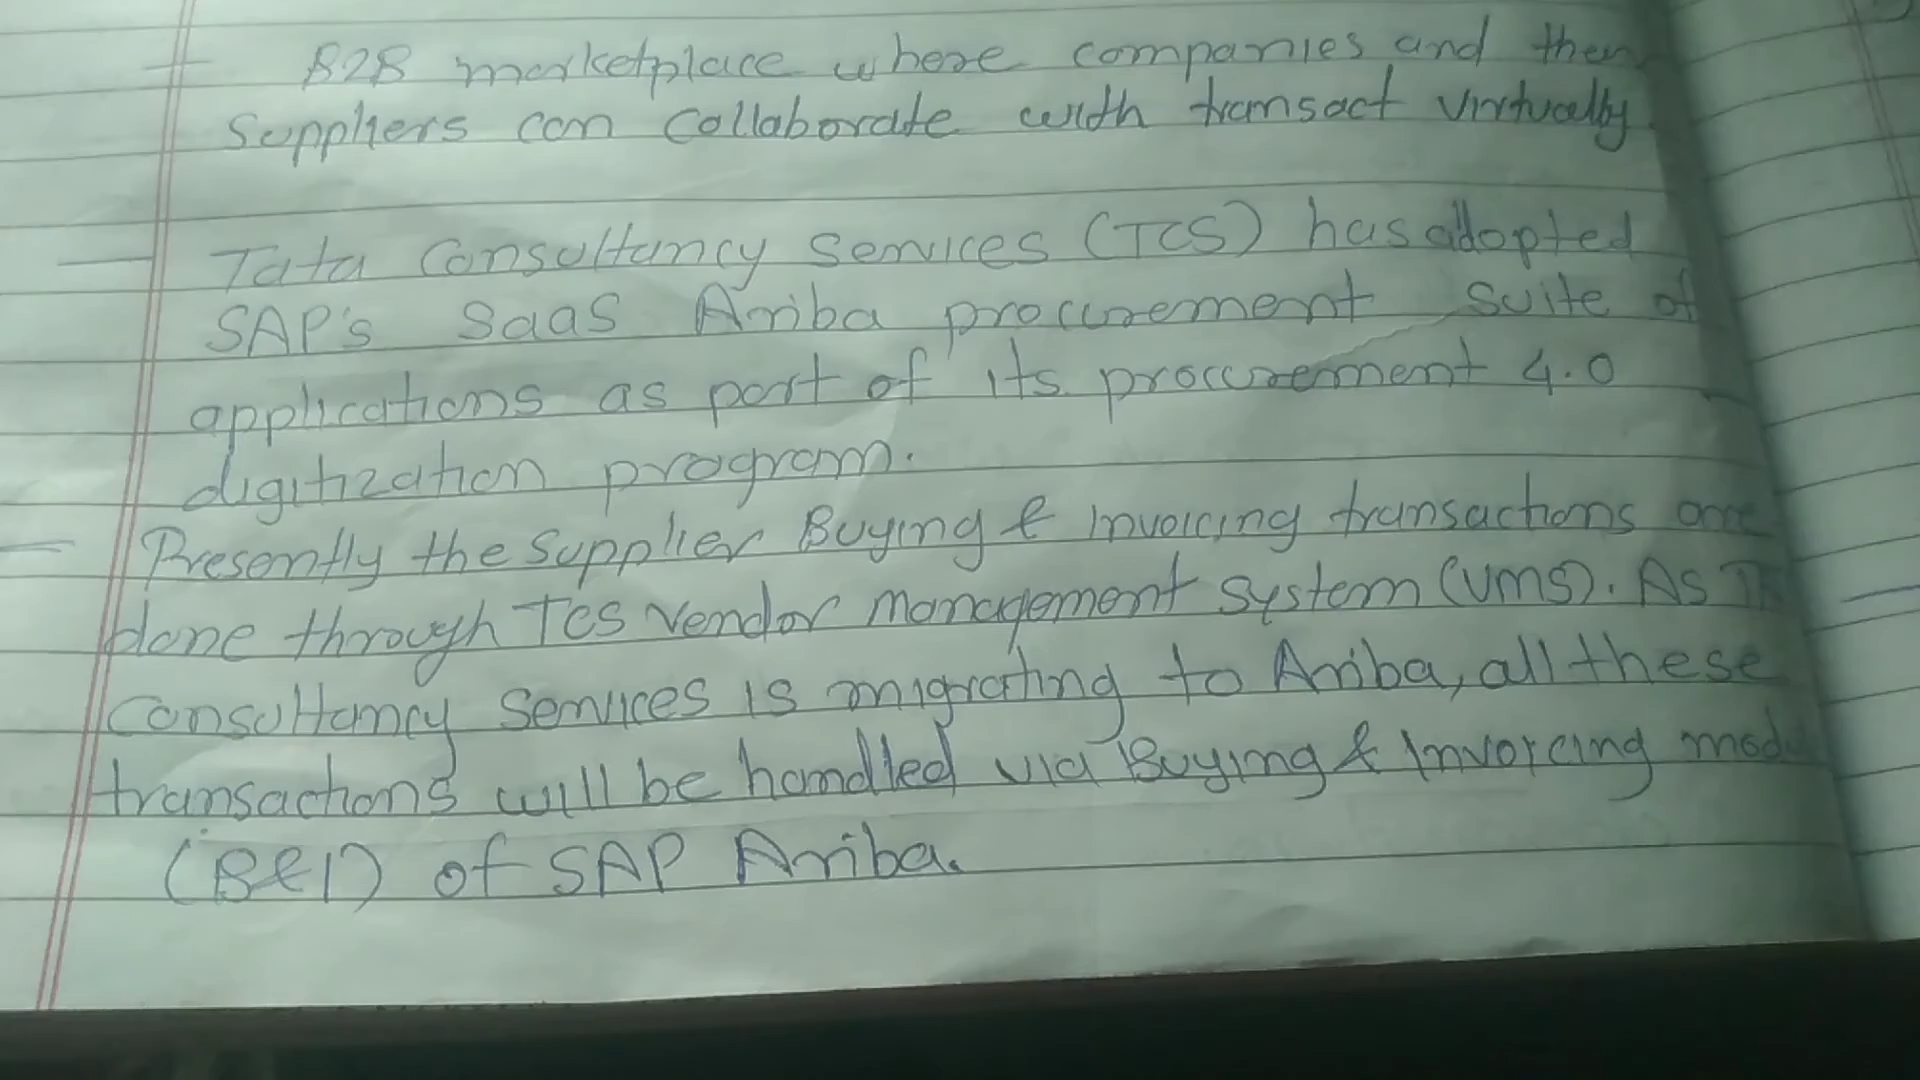 B2B marketplace where companies and their
Suppliers can collaborate with transact virtually
Tata Consultancy Services (TCS) has adopted
SAP's SaaS Ariba procurement suite of
applications as part of its procurement 4.0
digitization program.
Presently the Supplier Buying & Invoicing transactions are
done through TCS Vendor Management System (VMS). As
Consultancy Services is migrating to Ariba, all these
transactions will be handled via Buying & Invoicing
(B&I) of SAP Ariba.